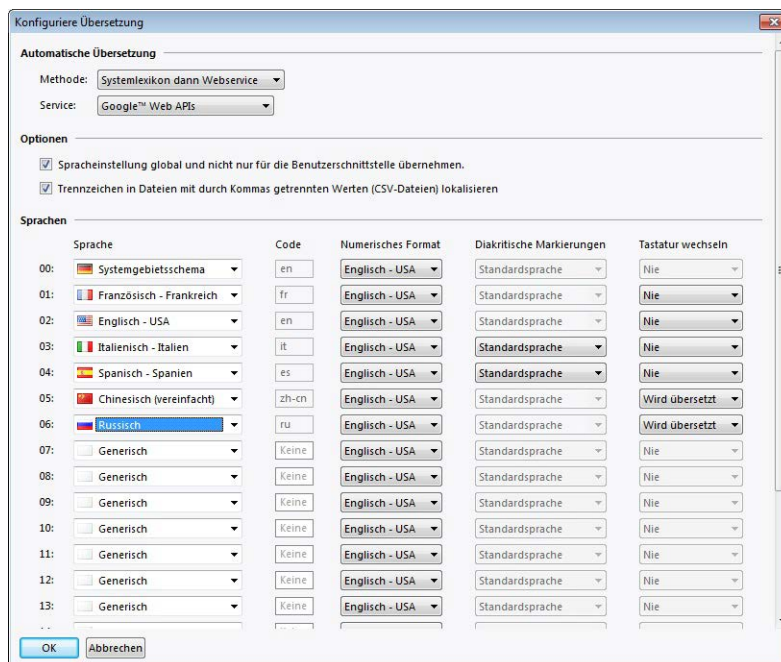 Konfiguriere Übersetzung
Automatische Übersetzung
Methode: Systemlexikon dann Webservice
Service: Google™ Web APIs
Optionen
Spracheinstellung global und nicht nur für die Benutzerschnittstelle übernehmen.
Trennzeichen in Dateien mit durch Kommas getrennten Werten (CSV-Dateien) lokalisieren
Sprachen
Sprache Code Numerisches Format Diakritische Markierungen Tastatur wechseln
00: Systemgebietsschema en Englisch - USA Standardsprache Nie
01: Französisch - Frankreich fr Englisch - USA Standardsprache Nie
02: Englisch - USA en Englisch - USA Standardsprache Nie
03: Italienisch - Italien it Englisch - USA Standardsprache Nie
04: Spanisch - Spanien es Englisch - USA Standardsprache Nie
05: Chinesisch (vereinfacht) zh-cn Englisch - USA Standardsprache Wird übersetzt
06: Russisch ru Englisch - USA Standardsprache Wird übersetzt
07: Generisch Keine Englisch - USA Standardsprache Nie
08: Generisch Keine Englisch - USA Standardsprache Nie
09: Generisch Keine Englisch - USA Standardsprache Nie
10: Generisch Keine Englisch - USA Standardsprache Nie
11: Generisch Keine Englisch - USA Standardsprache Nie
12: Generisch Keine Englisch - USA Standardsprache Nie
13: Generisch Keine Englisch - USA Standardsprache Nie
OK Abbrechen